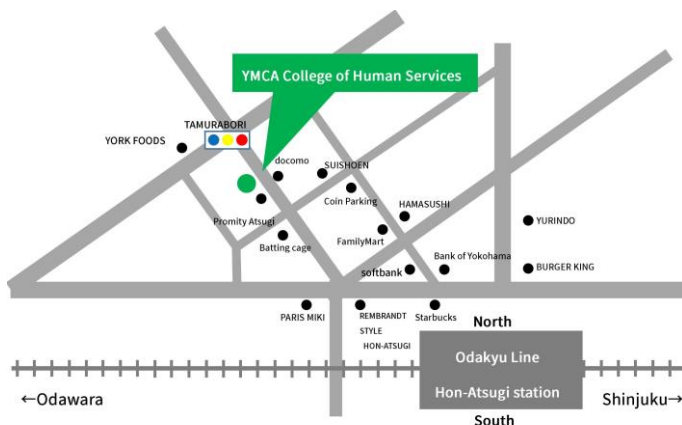 YMCA College of Human Services
TAMURABORI
YORK FOODS
docomo
SUISHOEN
Coin Parking
Promity Atsugi
HAMASUSHI
YURINDO
FamilyMart
Batting cage
Bank of Yokohama
softbank
BURGER KING
PARIS MIKI
REMBRANDT
STYLE
HON-ATSUGI
Starbucks
North
Odakyu Line
Hon-Atsugi station
←Odawara
Shinjuku→
South